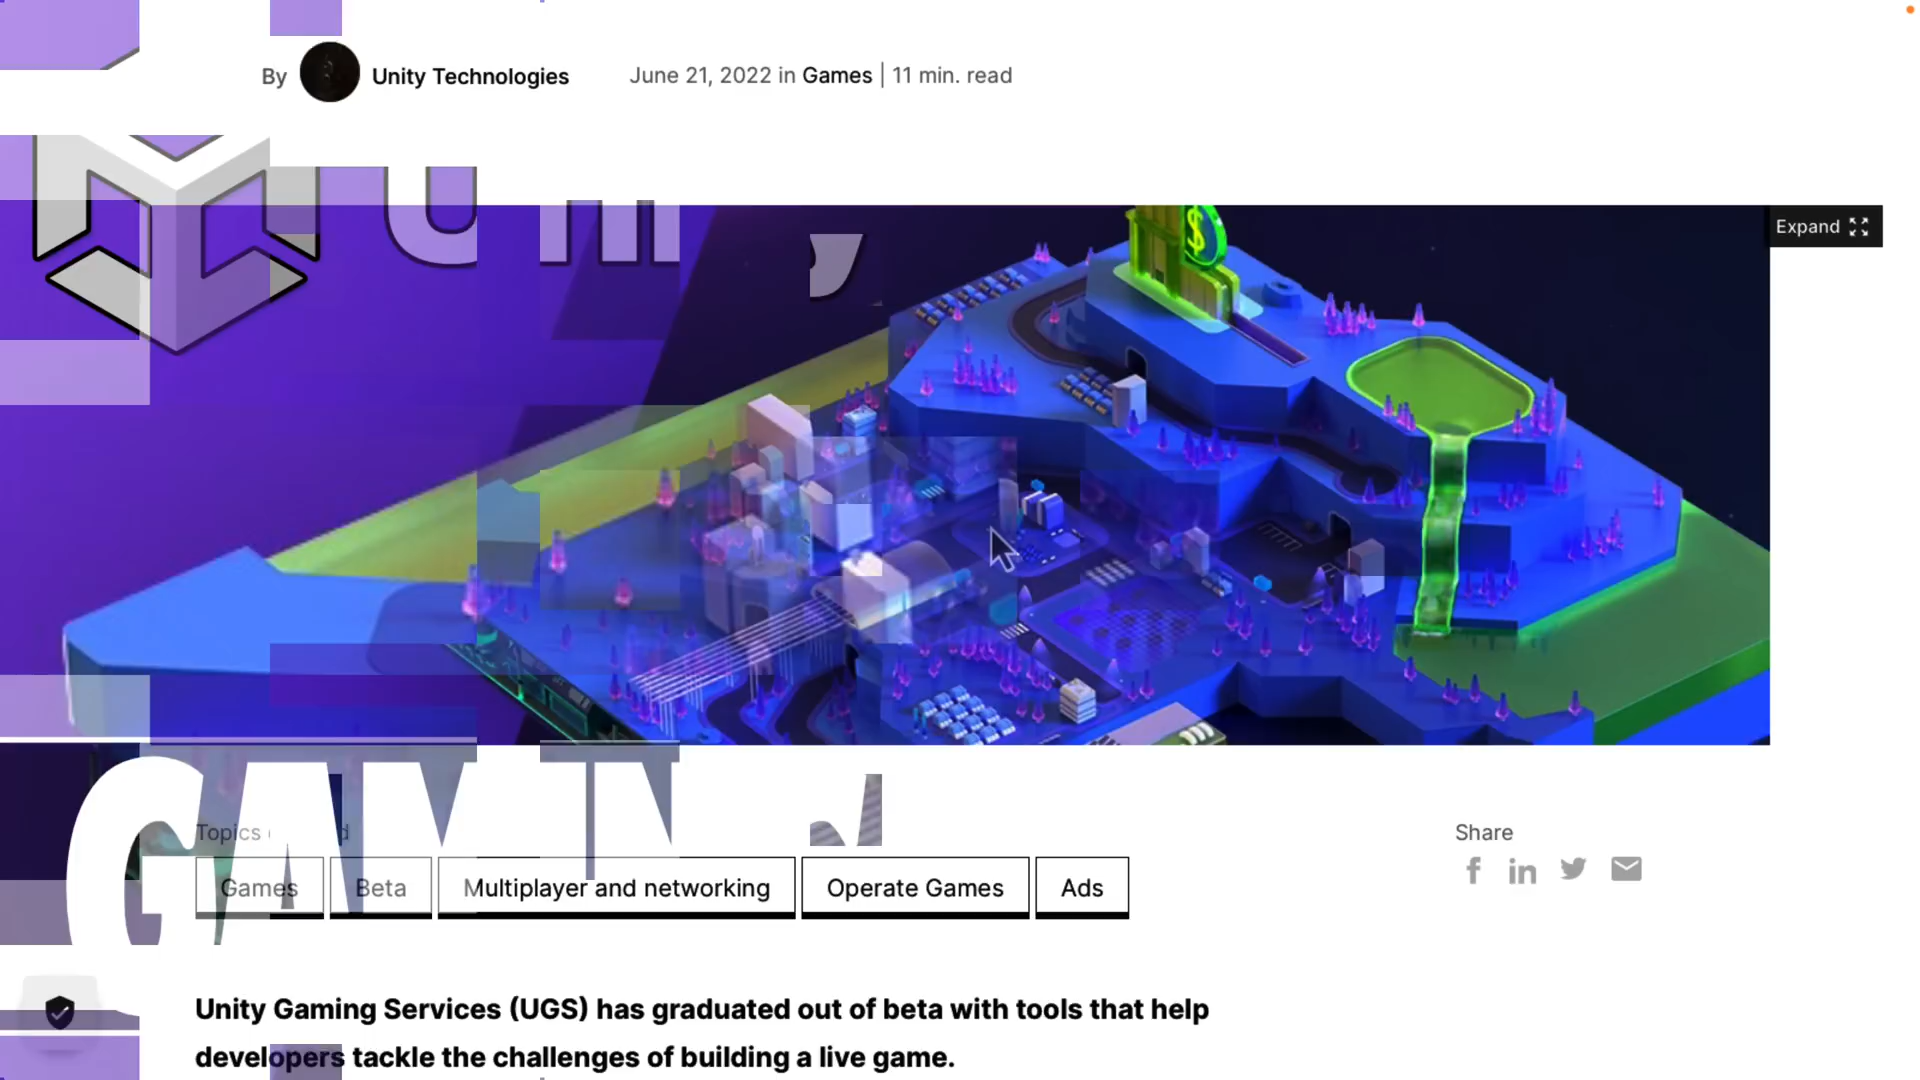 By Unity Technologies June 21, 2022 in Games | 11 min. read
Expand
$
Topics
Share
Games Beta Multiplayer and networking Operate Games Ads
Unity Gaming Services (UGS) has graduated out of beta with tools that help
developers tackle the challenges of building a live game.